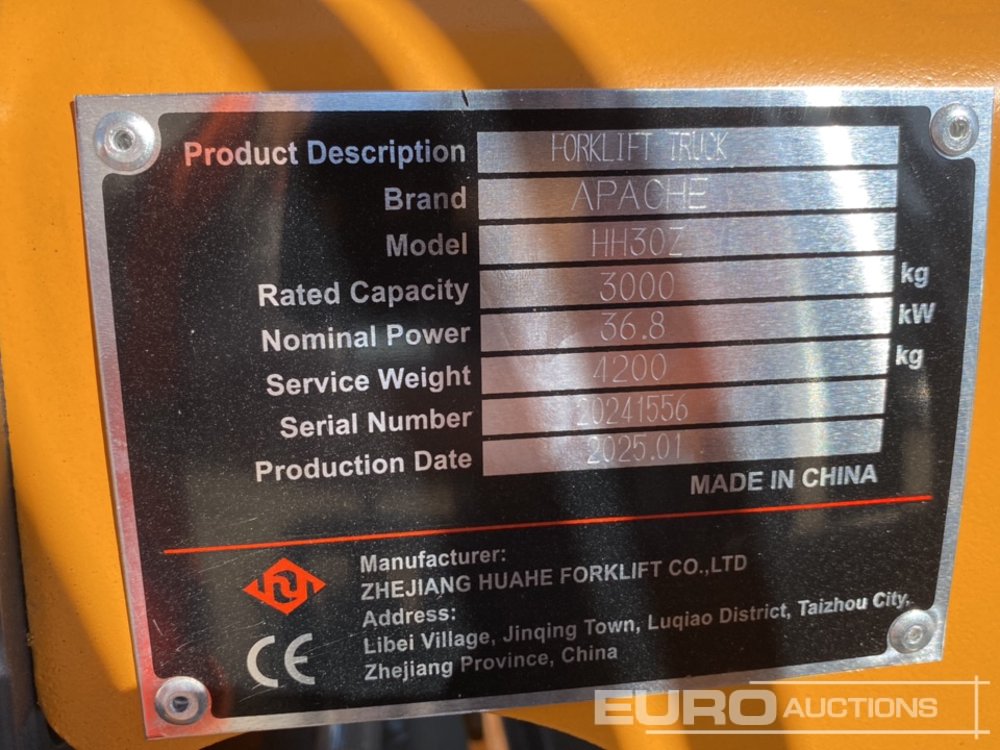 Product Description FORKLIFT TRUCK
Brand APACHE
Model HH30Z
Rated Capacity 3000 kg
Nominal Power 36.8 kW
Service Weight 4200 kg
Serial Number 20241556
Production Date 2025.01
MADE IN CHINA
Manufacturer:
ZHEJIANG HUAHE FORKLIFT CO.,LTD
Address:
Libei Village, Jinqing Town, Luqiao District, Taizhou City,
Zhejiang Province, China
CE
EURO AUCTIONS